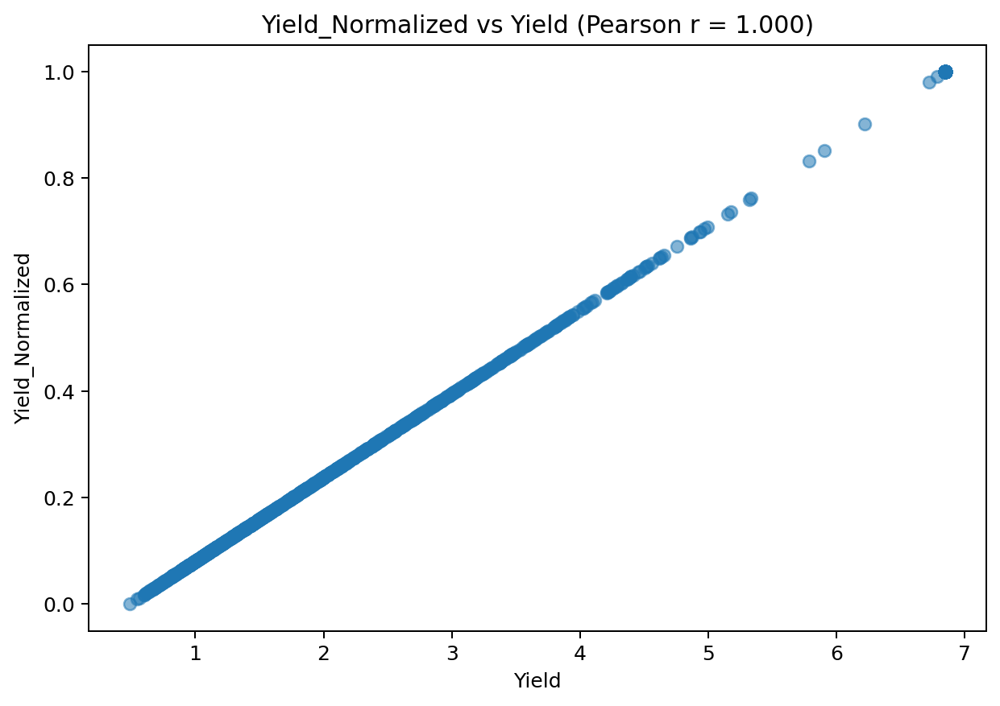 Yield_Normalized vs Yield (Pearson r = 1.000)
Yield_Normalized
1.0
0.8
0.6
0.4
0.2
0.0
1 2 3 4 5 6 7
Yield